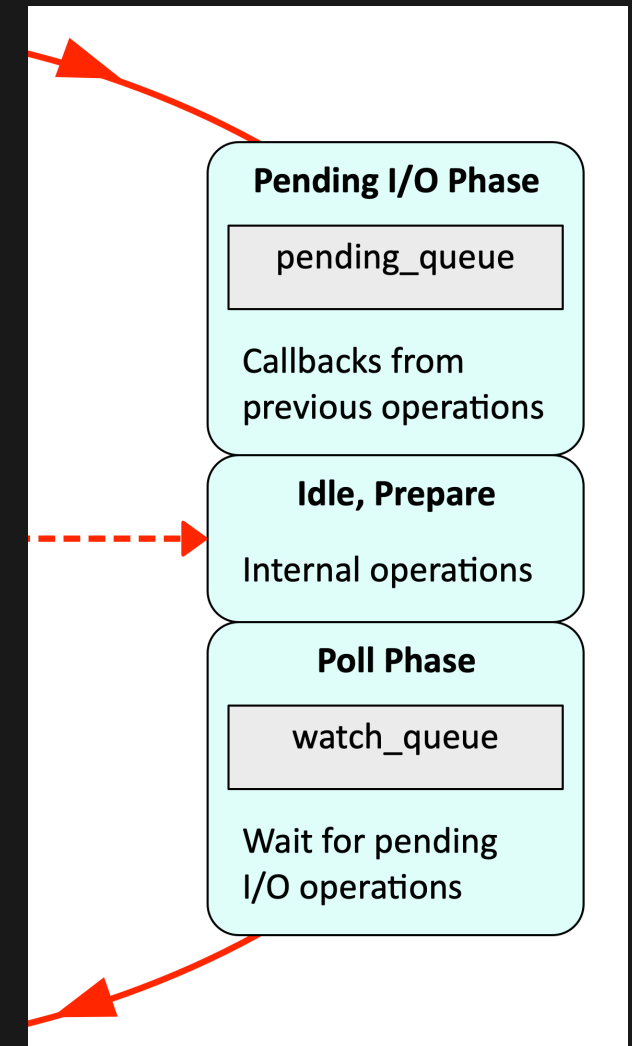 Pending I/O Phase
pending_queue
Callbacks from
previous operations
Idle, Prepare
Internal operations
Poll Phase
watch_queue
Wait for pending
I/O operations